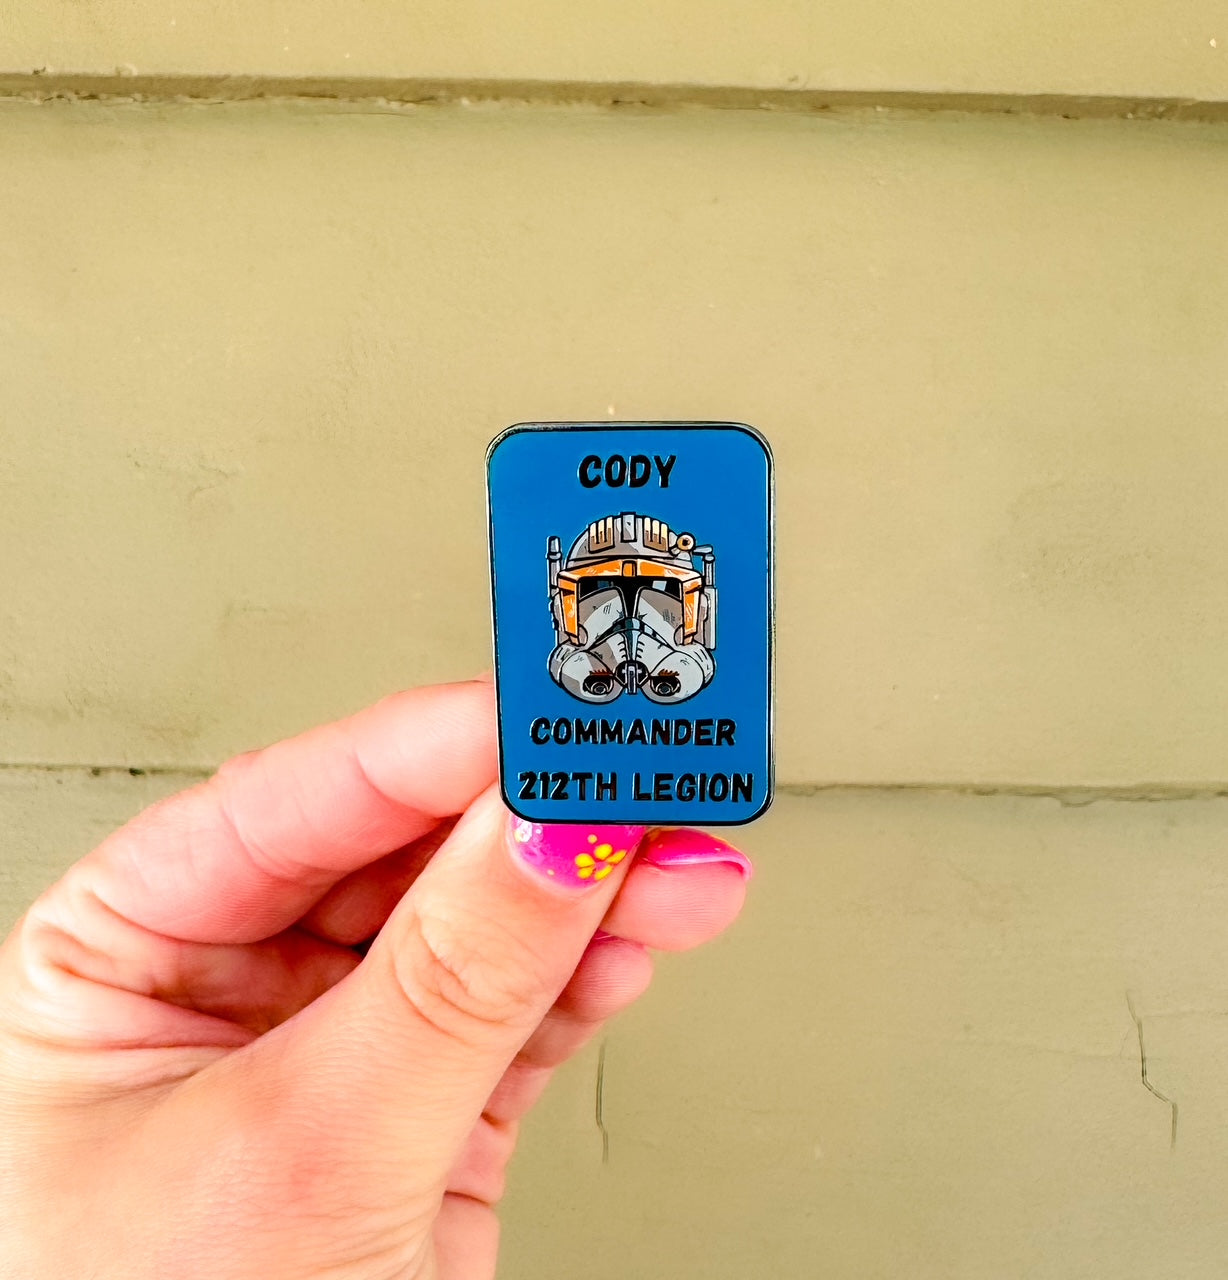 CODY
COMMANDER
212TH LEGION